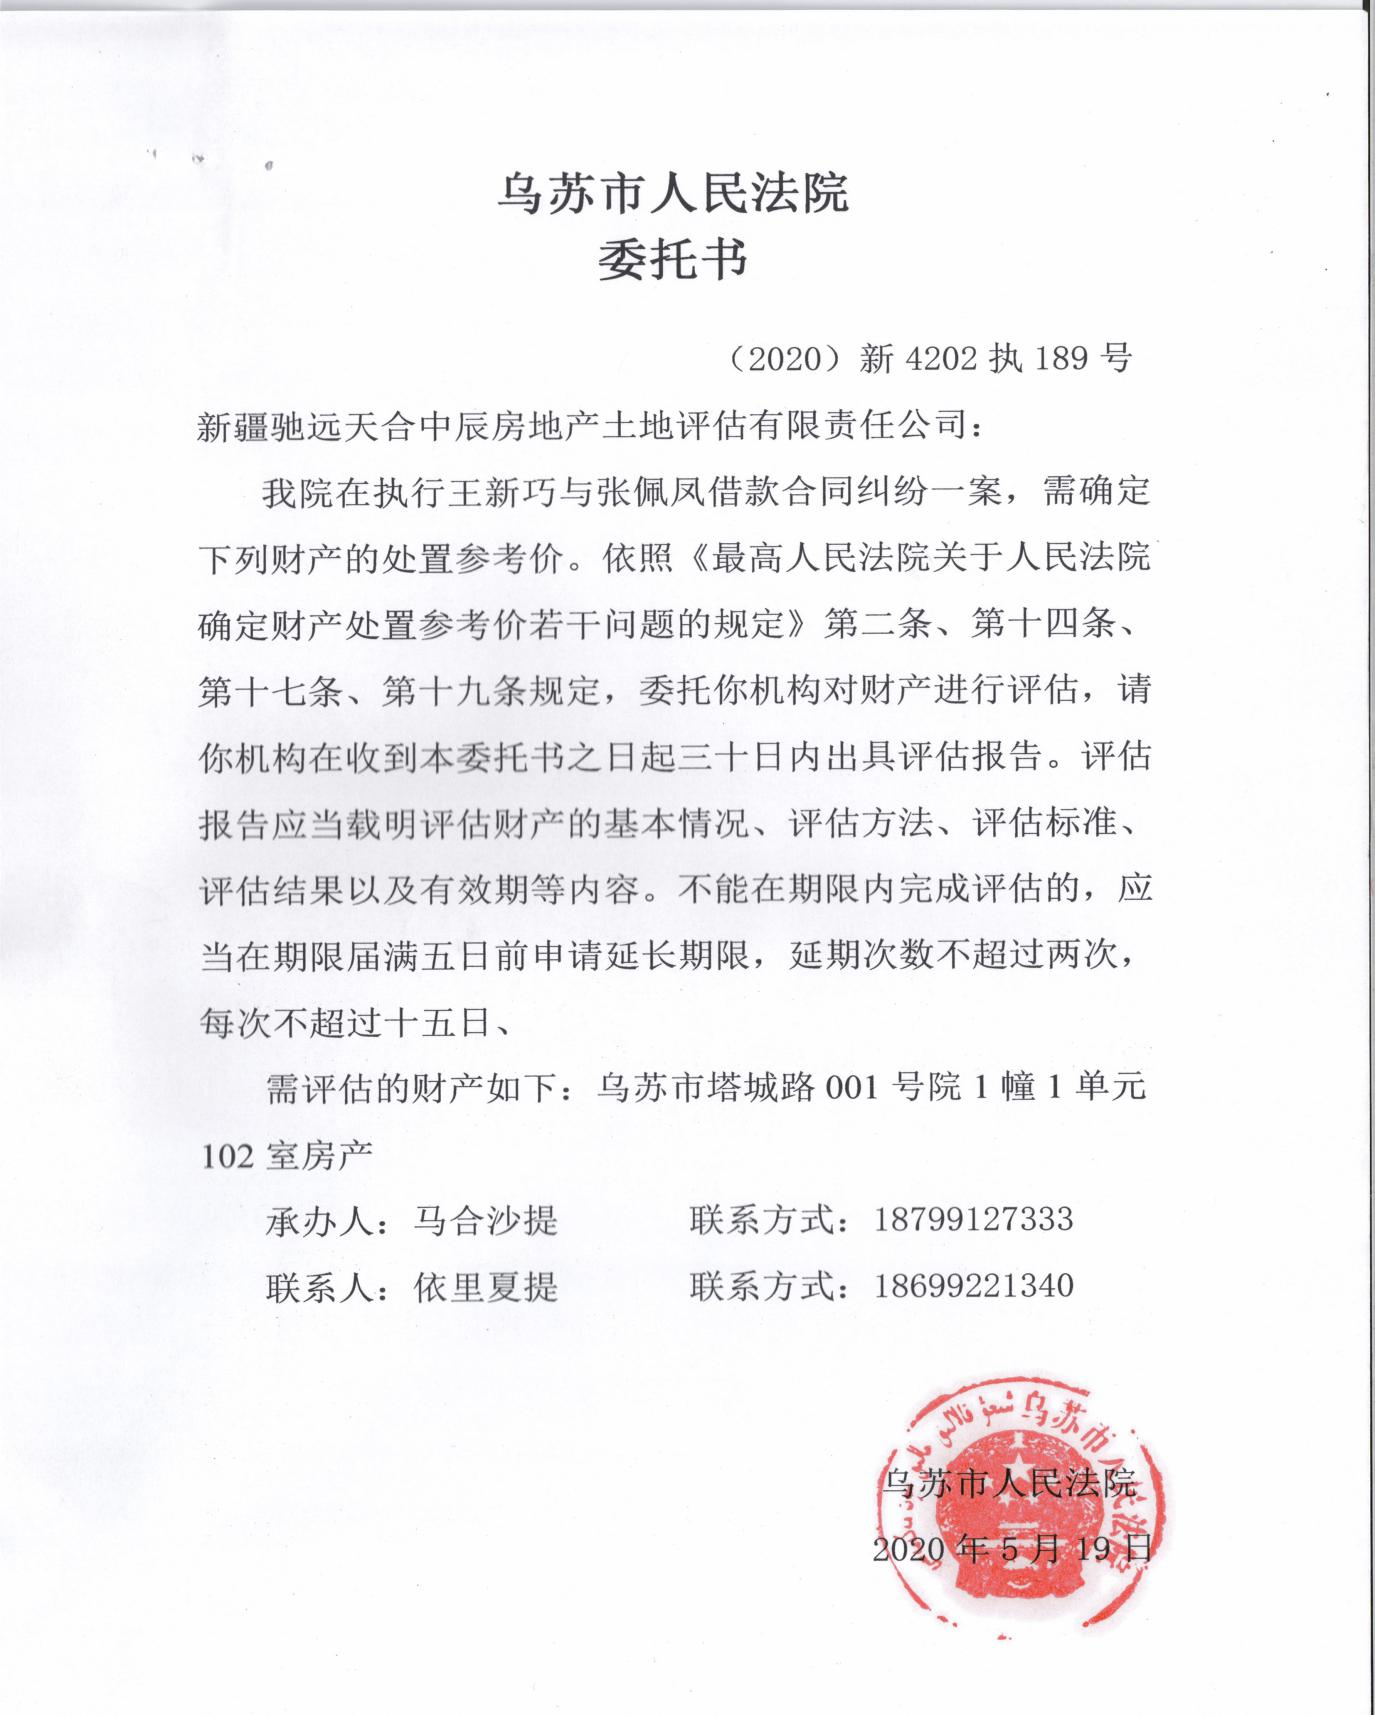 乌苏市人民法院
委托书
（2020）新 4202 执 189 号
新疆驰远天合中辰房地产土地评估有限责任公司：
我院在执行王新巧与张佩凤借款合同纠纷一案，需确定
下列财产的处置参考价。依照《最高人民法院关于人民法院
确定财产处置参考价若干问题的规定》第二条、第十四条、
第十七条、第十九条规定，委托你机构对财产进行评估，请
你机构在收到本委托书之日起三十日内出具评估报告。评估
报告应当载明评估财产的基本情况、评估方法、评估标准、
评估结果以及有效期等内容。不能在期限内完成评估的，应
当在期限届满五日前申请延长期限，延期次数不超过两次，
每次不超过十五日、
需评估的财产如下：乌苏市塔城路 001 号院 1 幢 1 单元
102 室房产
承办人：马合沙提 联系方式：18799127333
联系人：依里夏提 联系方式：18699221340
乌苏市人民法院
乌苏市人民法院
2020 年 5 月 19 日